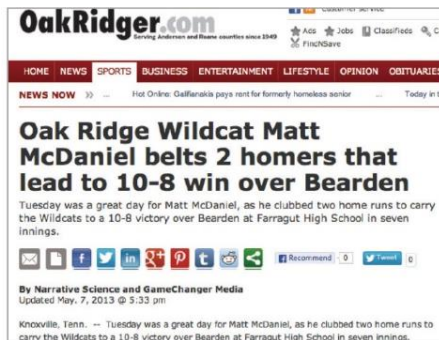 OakRidger.com
Serving Anderson and Roane counties since 1949
Customer Service
Ads Jobs Classifieds
FindNSave
HOME NEWS SPORTS BUSINESS ENTERTAINMENT LIFESTYLE OPINION OBITUARIES
NEWS NOW » ... Hot Online: Galifianakis pays rent for formerly homeless senior ... Today in
Oak Ridge Wildcat Matt
McDaniel belts 2 homers that
lead to 10-8 win over Bearden
Tuesday was a great day for Matt McDaniel, as he clubbed two home runs to carry
the Wildcats to a 10-8 victory over Bearden at Farragut High School in seven
innings.
Recommend 0 Tweet 0
By Narrative Science and GameChanger Media
Updated May. 7, 2013 @ 5:33 pm
Knoxville, Tenn. -- Tuesday was a great day for Matt McDaniel, as he clubbed two home runs to
carry the Wildcats to a 10-8 victory over Bearden at Farragut High School in seven innings.